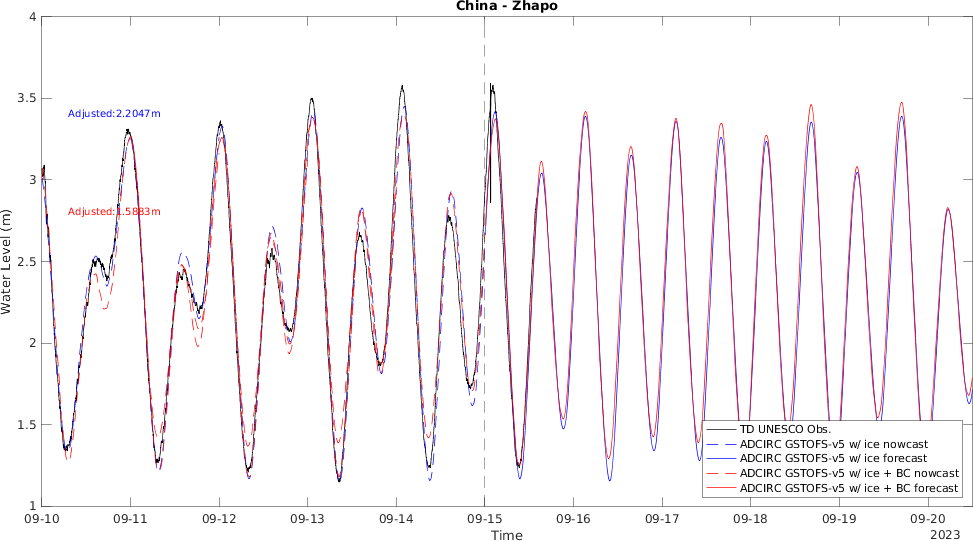 China - Zhapo
4
3.5
3
2.5
2
1.5
1
Water Level (m)
Adjusted:2.2047m
Adjusted:1.5883m
TD UNESCO Obs.
ADCIRC GSTOFS-v5 w/ ice nowcast
ADCIRC GSTOFS-v5 w/ ice forecast
ADCIRC GSTOFS-v5 w/ ice + BC nowcast
ADCIRC GSTOFS-v5 w/ ice + BC forecast
09-10 09-11 09-12 09-13 09-14 09-15 09-16 09-17 09-18 09-19 09-20
Time
2023